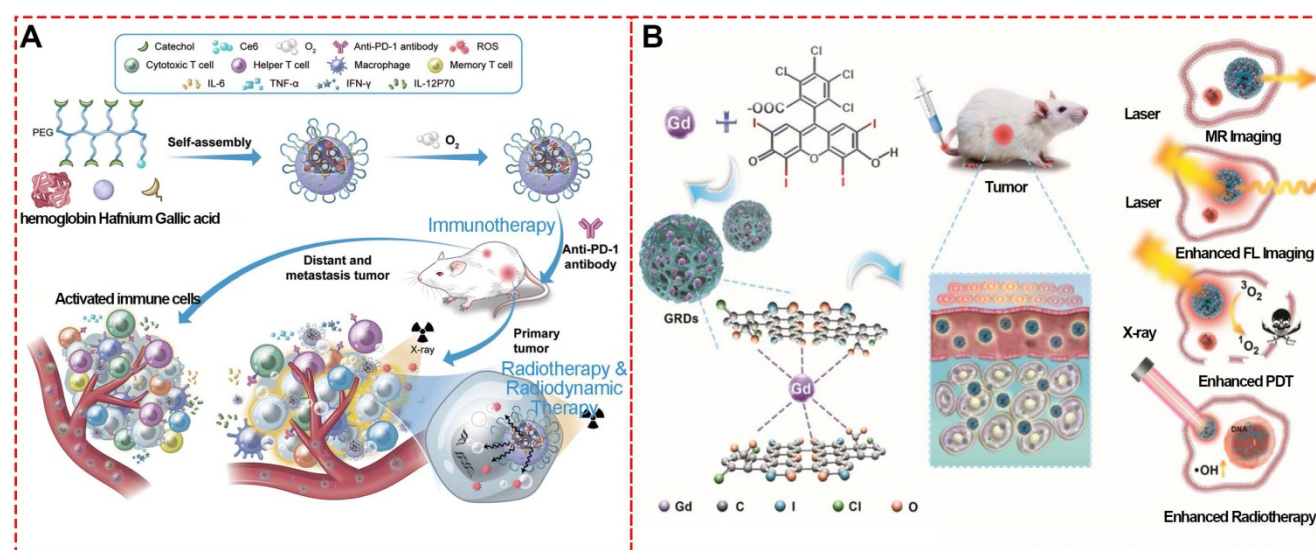 A
Catechol Ce6 O₂ Anti-PD-1 antibody ROS
Cytotoxic T cell Helper T cell Macrophage Memory T cell
IL-6 TNF-α IFN-γ IL-12P70
PEG
Self-assembly
O₂
hemoglobin Hafnium Gallic acid
Immunotherapy
Anti-PD-1
antibody
Distant and
metastasis tumor
Activated immune cells
Primary
tumor
X-ray
Radiotherapy &
Radiodynamic
Therapy
B
Gd
Cl
Cl
Cl
Cl
⁻OOC
I
I
O
O
O
H
I
I
GRDs
Gd
Gd C I Cl O
Tumor
Laser
MR Imaging
Laser
Enhanced FL Imaging
X-ray
³O₂
¹O₂
Enhanced PDT
DNA
•OH
Enhanced Radiotherapy